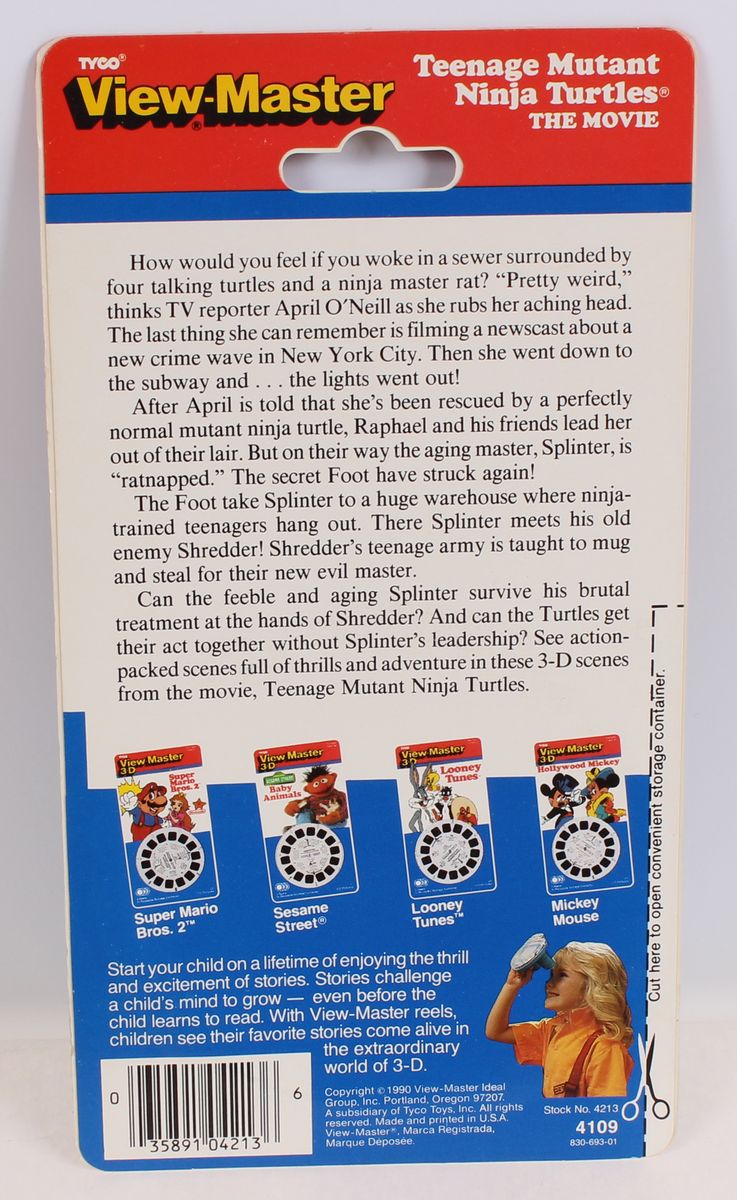 TYCO®
View-Master®
Teenage Mutant
Ninja Turtles®
THE MOVIE
How would you feel if you woke in a sewer surrounded by
four talking turtles and a ninja master rat? “Pretty weird,”
thinks TV reporter April O′Neill as she rubs her aching head.
The last thing she can remember is filming a newscast about a
new crime wave in New York City. Then she went down to
the subway and . . . the lights went out!
After April is told that she’s been rescued by a perfectly
normal mutant ninja turtle, Raphael and his friends lead her
out of their lair. But on their way the aging master, Splinter, is
“ratnapped.” The secret Foot have struck again!
The Foot take Splinter to a huge warehouse where ninja-
trained teenagers hang out. There Splinter meets his old
enemy Shredder! Shredder’s teenage army is taught to mug
and steal for their new evil master.
Can the feeble and aging Splinter survive his brutal
treatment at the hands of Shredder? And can the Turtles get
their act together without Splinter’s leadership? See action-
packed scenes full of thrills and adventure in these 3-D scenes
from the movie, Teenage Mutant Ninja Turtles.
View Master
3-D
Super
Mario
Bros. 2
View Master
3-D
SESAME STREET
Baby
Animals
View Master
3-D
Looney
Tunes
View Master
3-D
Hollywood Mickey
Super Mario
Bros. 2™
Sesame
Street®
Looney
Tunes™
Mickey
Mouse
Start your child on a lifetime of enjoying the thrill
and excitement of stories. Stories challenge
a child’s mind to grow — even before the
child learns to read. With View-Master reels,
children see their favorite stories come alive in
the extraordinary
world of 3-D.
0 35891 04213 6
Copyright © 1990 View-Master Ideal
Group, Inc. Portland, Oregon 97207.
A subsidiary of Tyco Toys, Inc. All rights
reserved. Made and printed in U.S.A.
View-Master®, Marca Registrada,
Marque Déposée.
Stock No. 4213
4109
830-693-01
Cut here to open convenient storage container.